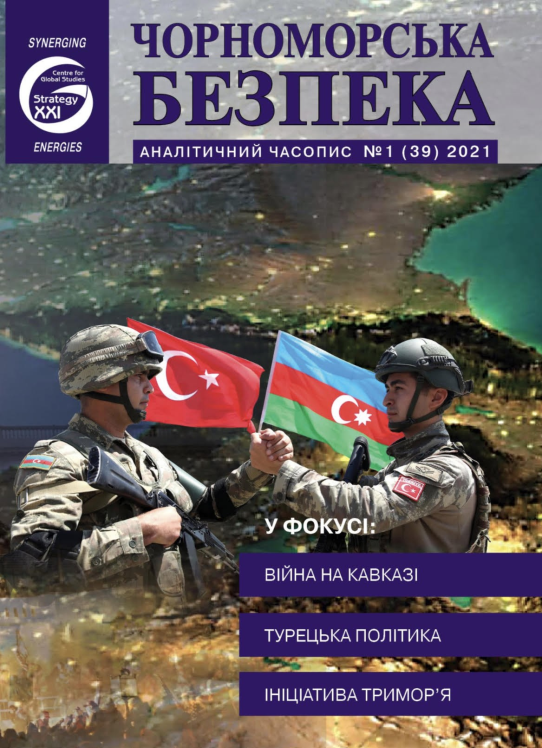 SYNERGING
Centre for
Global Studies
Strategy
XXI
ENERGIES
ЧОРНОМОРСЬКА
БЕЗПЕКА
АНАЛІТИЧНИЙ ЧАСОПИС №1 (39) 2021
У ФОКУСІ:
ВІЙНА НА КАВКАЗІ
ТУРЕЦЬКА ПОЛІТИКА
ІНІЦІАТИВА ТРИМОР’Я